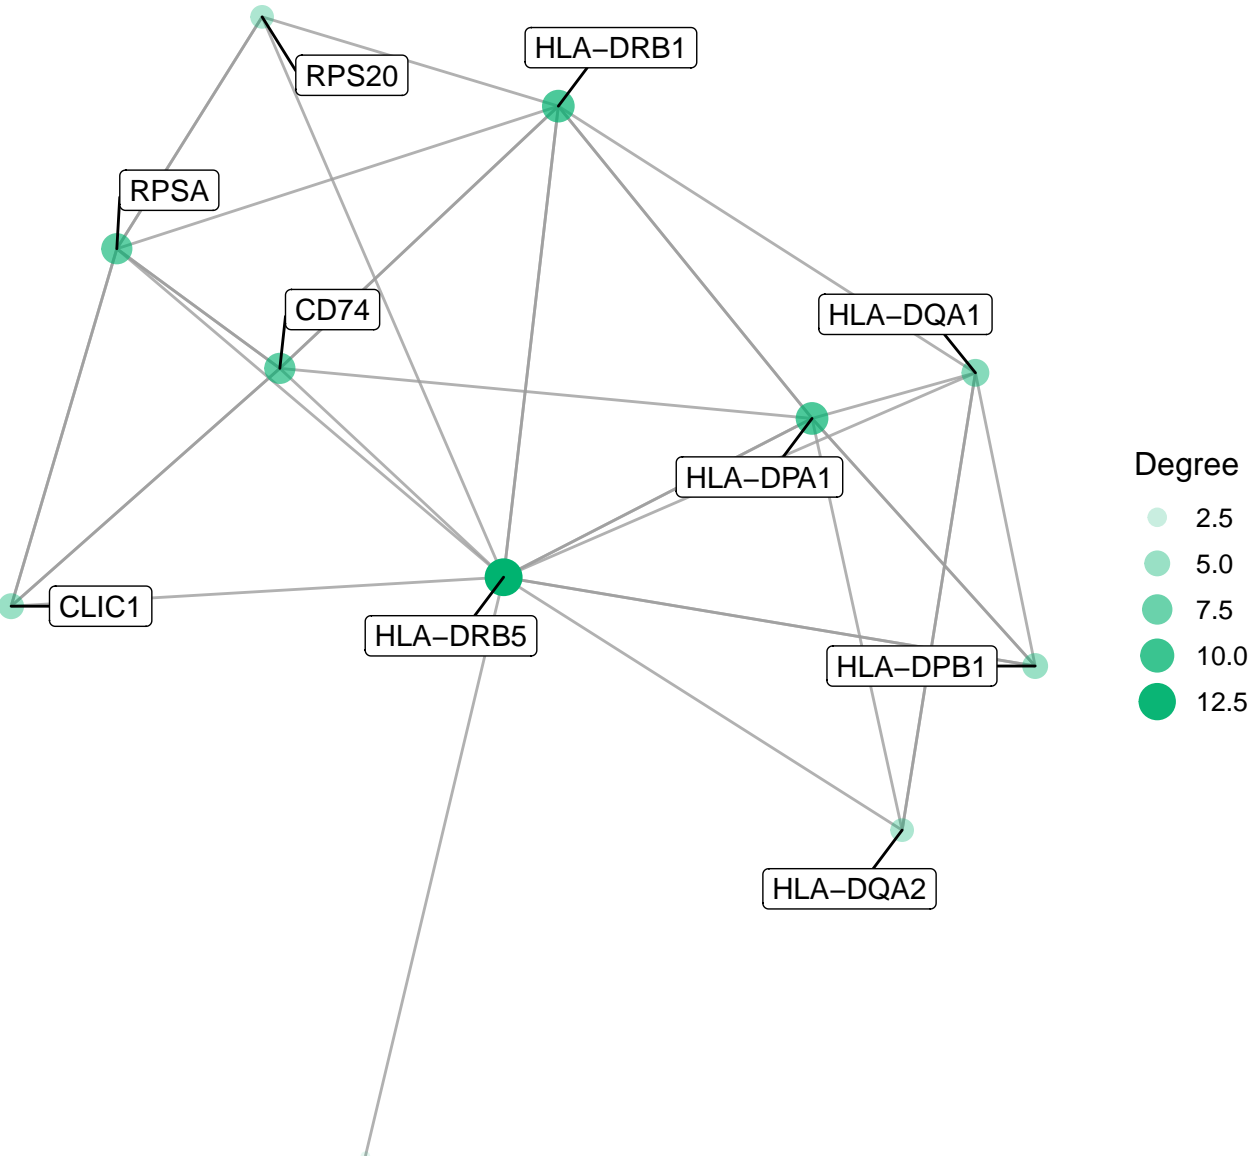 HLA−DRB1
RPS20
RPSA
CD74
HLA−DQA1
HLA−DPA1
CLIC1
HLA−DRB5
HLA−DPB1
HLA−DQA2
Degree
2.5
5.0
7.5
10.0
12.5